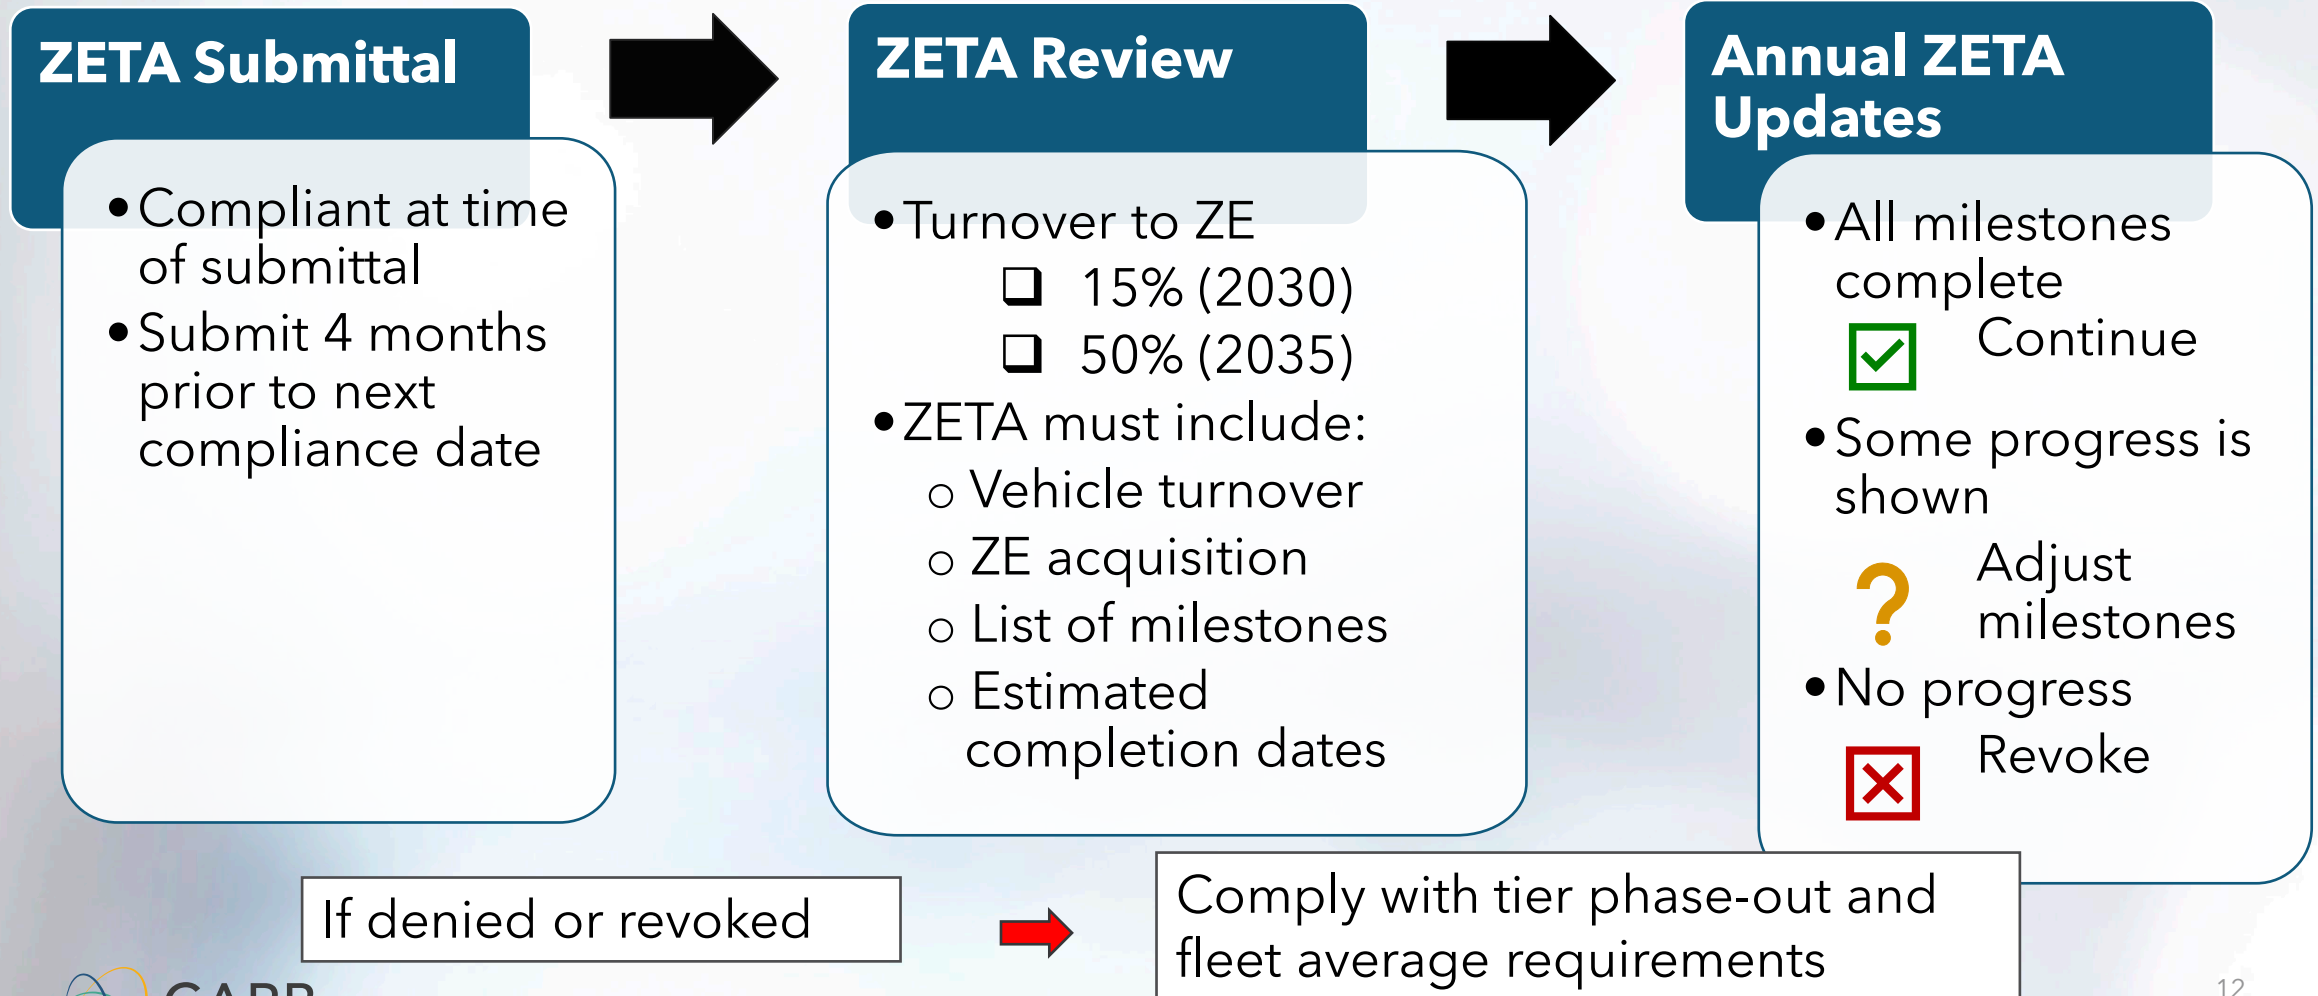 ZETA Submittal
• Compliant at time
of submittal
• Submit 4 months
prior to next
compliance date
ZETA Review
• Turnover to ZE
❑ 15% (2030)
❑ 50% (2035)
• ZETA must include:
o Vehicle turnover
o ZE acquisition
o List of milestones
o Estimated
completion dates
Annual ZETA
Updates
• All milestones
complete
Continue
• Some progress is
shown
? Adjust
milestones
• No progress
Revoke
If denied or revoked
Comply with tier phase-out and
fleet average requirements
CARB
12